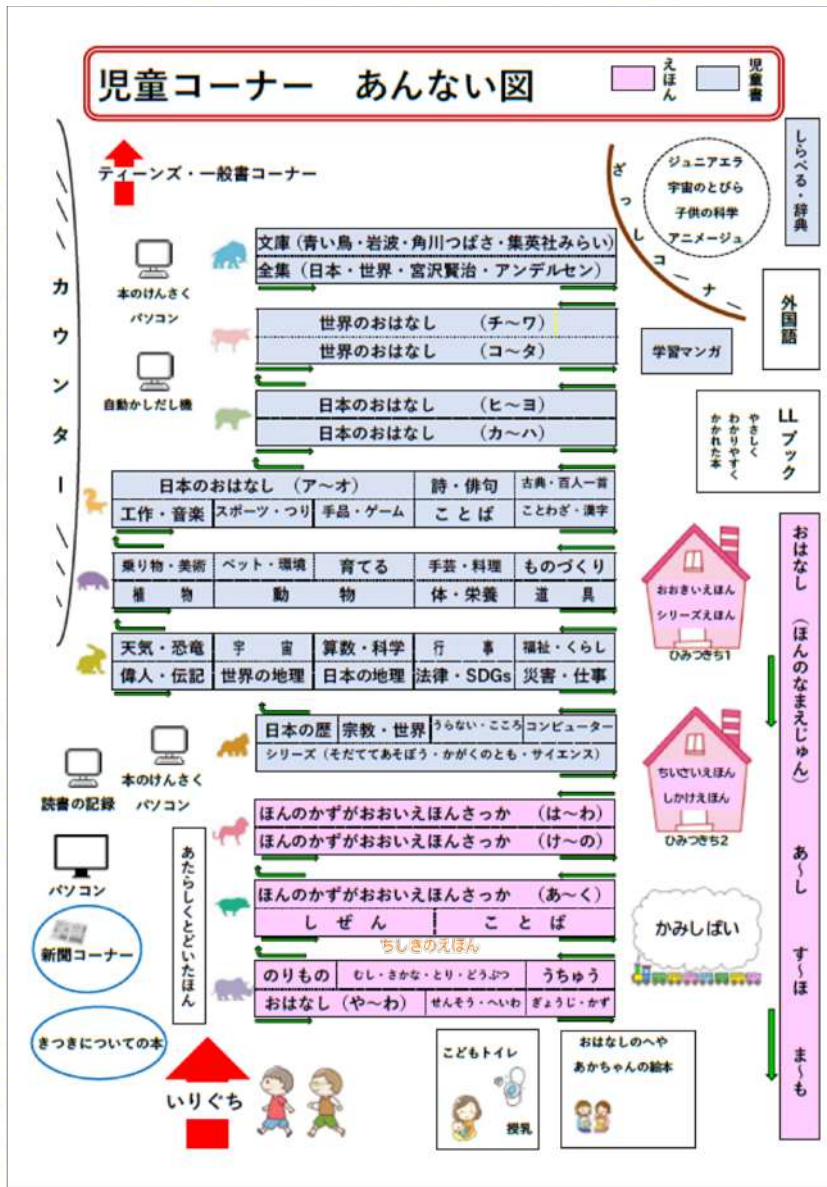 児童コーナー　あんない図
えほん
児童書
ティーンズ・一般書コーナー
カウンター
本のけんさく
パソコン
自動かしだし機
ざっしコーナー
ジュニアエラ
宇宙のとびら
子供の科学
アニメージュ
しらべる・辞典
外国語
学習マンガ
LLブック
やさしく
わかりやすく
かかれた本
文庫（青い鳥・岩波・角川つばさ・集英社みらい）
全集（日本・世界・宮沢賢治・アンデルセン）
世界のおはなし　（チ～ワ）
世界のおはなし　（コ～タ）
日本のおはなし　（ヒ～ヨ）
日本のおはなし　（カ～ハ）
日本のおはなし　（ア～オ）　詩・俳句　古典・百人一首
工作・音楽　スポーツ・つり　手品・ゲーム　ことば　ことわざ・漢字
乗り物・美術　ペット・環境　育てる　手芸・料理　ものづくり
植物　動物　体・栄養　道具
天気・恐竜　宇宙　算数・科学　行事　福祉・くらし
偉人・伝記　世界の地理　日本の地理　法律・SDGs　災害・仕事
日本の歴　宗教・世界　うらない・こころ　コンピューター
シリーズ（そだててあそぼう・かがくのとも・サイエンス）
本のけんさく
パソコン
読書の記録
パソコン
新聞コーナー
きつきについての本
あたらしくとどいたほん
ほんのかずがおおいえほんさっか　（は～わ）
ほんのかずがおおいえほんさっか　（け～の）
ほんのかずがおおいえほんさっか　（あ～く）
しぜん　ことば
ちしきのえほん
のりもの　むし・さかな・とり・どうぶつ　うちゅう
おはなし（や～わ）　せんそう・へいわ　ぎょうじ・かず
おおきいえほん
シリーズえほん
ひみつきち1
ちいさいえほん
しかけえほん
ひみつきち2
かみしばい
おはなし　（ほんのなまえじゅん）　あ～し　す～ほ　ま～も
いりぐち
こどもトイレ
授乳
おはなしのへや
あかちゃんの絵本